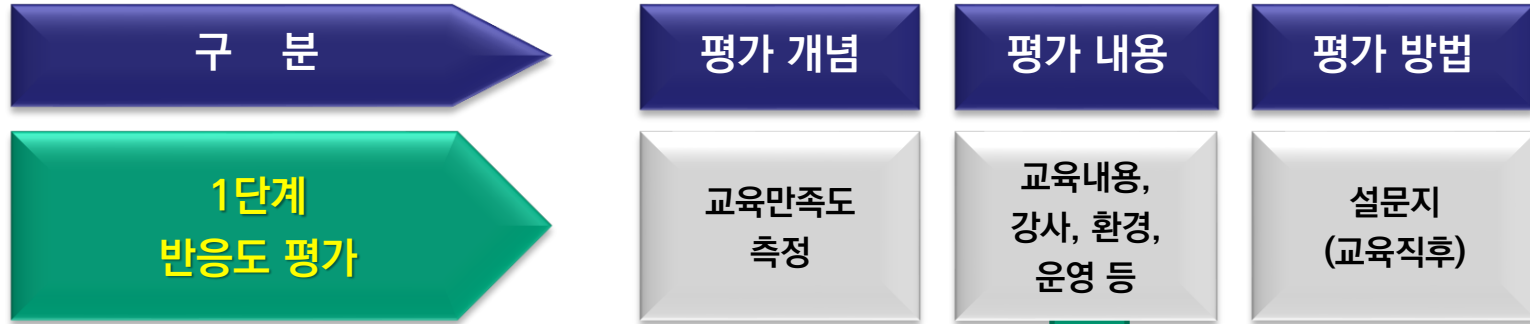 구 분
평가 개념
평가 내용
평가 방법
1단계
반응도 평가
교육만족도
측정
교육내용,
강사, 환경,
운영 등
설문지
(교육직후)